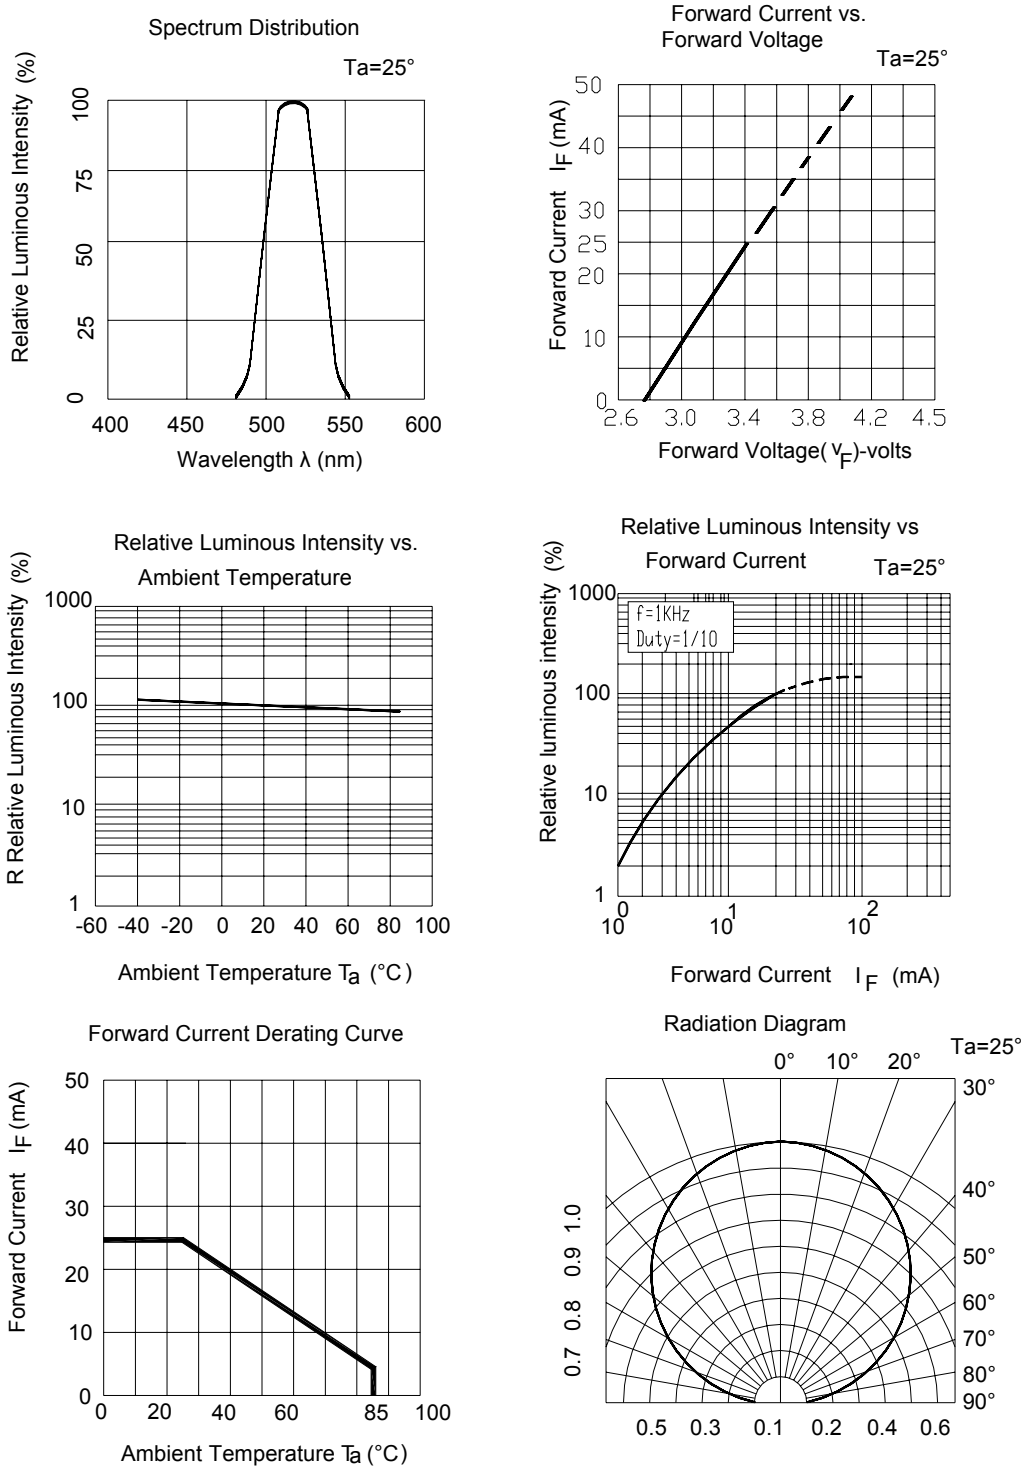 Spectrum Distribution
Ta=25°
Relative Luminous Intensity (%)
100
75
50
25
0
400 450 500 550 600
Wavelength λ (nm)
Forward Current vs.
Forward Voltage
Ta=25°
Forward Current IF (mA)
50
40
30
25
20
10
0
2.6 3.0 3.4 3.8 4.2 4.5
Forward Voltage(VF)-volts
Relative Luminous Intensity vs.
Ambient Temperature
R Relative Luminous Intensity (%)
1000
100
10
1
-60 -40 -20 0 20 40 60 80 100
Ambient Temperature Ta (°C)
Relative Luminous Intensity vs
Forward Current
Ta=25°
Relative luminous intensity (%)
f=1KHz
Duty=1/10
1000
100
10
1
10^0 10^1 10^2
Forward Current IF (mA)
Forward Current Derating Curve
Forward Current IF (mA)
50
40
30
20
10
0
0 20 40 60 85 100
Ambient Temperature Ta (°C)
Radiation Diagram
Ta=25°
0° 10° 20°
30°
40°
50°
60°
70°
80°
90°
1.0
0.9
0.8
0.7
0.5 0.3 0.1 0.2 0.4 0.6